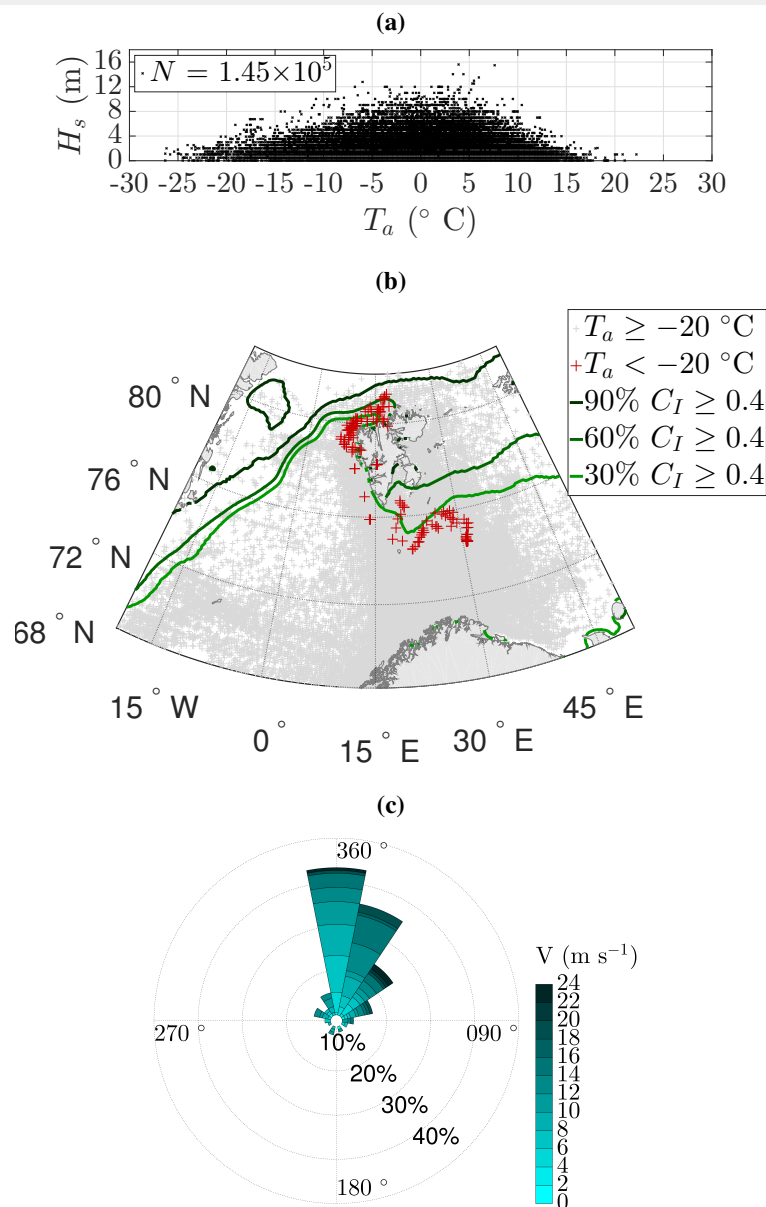 (a)
16
12
8
4
0
H_s (m)
N = 1.45×10^5
-30 -25 -20 -15 -10 -5 0 5 10 15 20 25 30
T_a (° C)
(b)
T_a ≥ −20 °C
T_a < −20 °C
90% C_I ≥ 0.4
60% C_I ≥ 0.4
30% C_I ≥ 0.4
80 ° N
76 ° N
72 ° N
68 ° N
15 ° W
0 °
15 ° E
30 ° E
45 ° E
(c)
360 °
270 °
090 °
180 °
10%
20%
30%
40%
V (m s⁻¹)
24
22
20
18
16
14
12
10
8
6
4
2
0